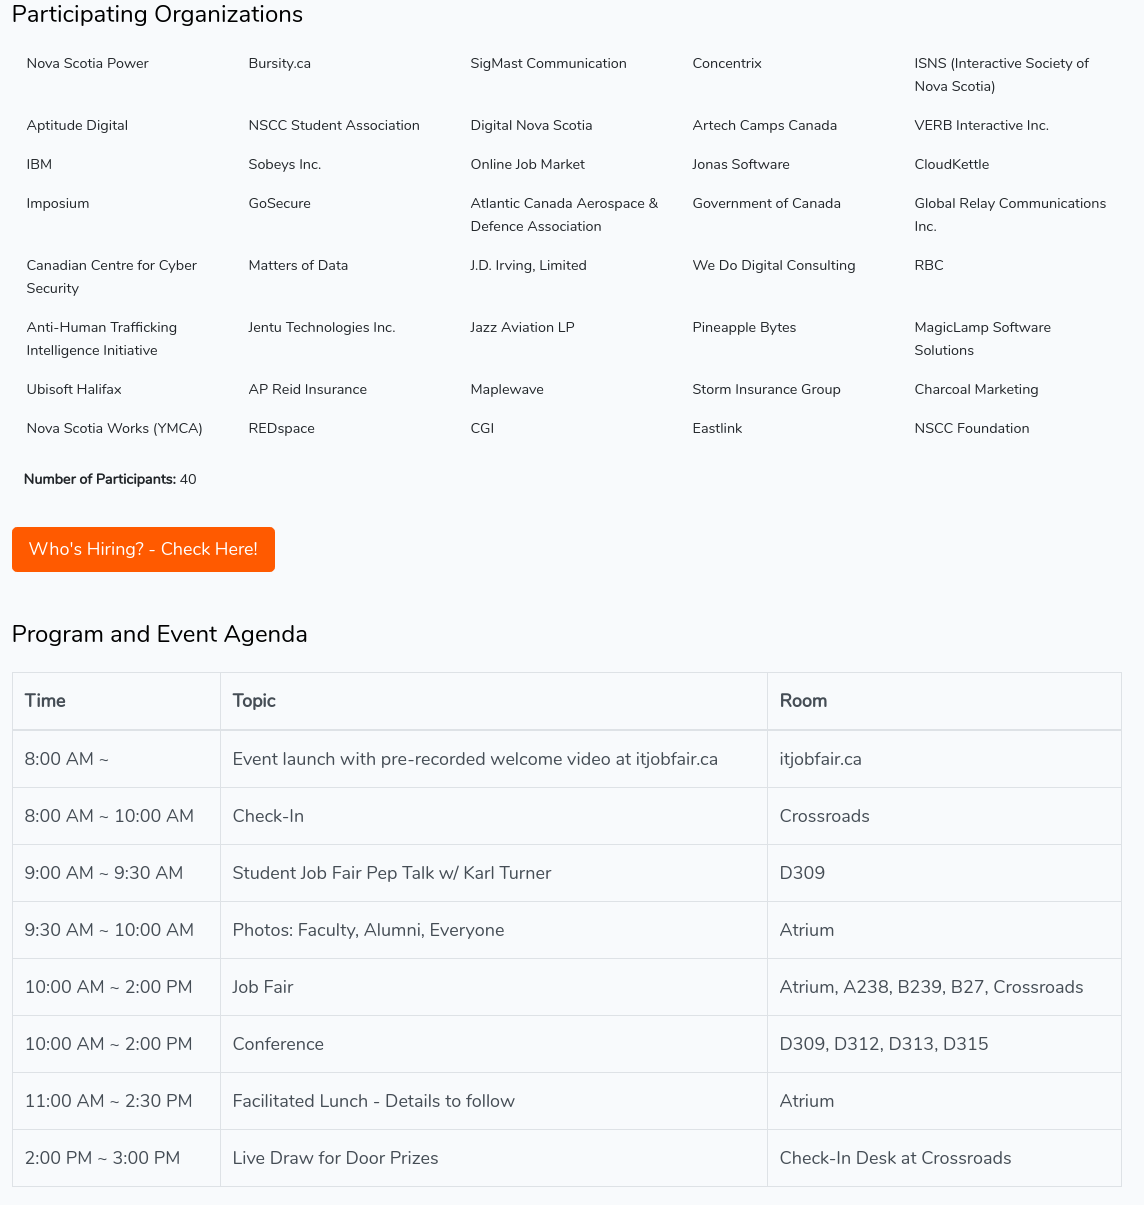 Participating Organizations
Nova Scotia Power
Bursity.ca
SigMast Communication
Concentrix
ISNS (Interactive Society of
Nova Scotia)
Aptitude Digital
NSCC Student Association
Digital Nova Scotia
Artech Camps Canada
VERB Interactive Inc.
IBM
Sobeys Inc.
Online Job Market
Jonas Software
CloudKettle
Imposium
GoSecure
Atlantic Canada Aerospace &
Defence Association
Government of Canada
Global Relay Communications
Inc.
Canadian Centre for Cyber
Security
Matters of Data
J.D. Irving, Limited
We Do Digital Consulting
RBC
Anti-Human Trafficking
Intelligence Initiative
Jentu Technologies Inc.
Jazz Aviation LP
Pineapple Bytes
MagicLamp Software
Solutions
Ubisoft Halifax
AP Reid Insurance
Maplewave
Storm Insurance Group
Charcoal Marketing
Nova Scotia Works (YMCA)
REDspace
CGI
Eastlink
NSCC Foundation
Number of Participants: 40
Who's Hiring? - Check Here!
Program and Event Agenda
Time Topic Room
8:00 AM ~ Event launch with pre-recorded welcome video at itjobfair.ca itjobfair.ca
8:00 AM ~ 10:00 AM Check-In Crossroads
9:00 AM ~ 9:30 AM Student Job Fair Pep Talk w/ Karl Turner D309
9:30 AM ~ 10:00 AM Photos: Faculty, Alumni, Everyone Atrium
10:00 AM ~ 2:00 PM Job Fair Atrium, A238, B239, B27, Crossroads
10:00 AM ~ 2:00 PM Conference D309, D312, D313, D315
11:00 AM ~ 2:30 PM Facilitated Lunch - Details to follow Atrium
2:00 PM ~ 3:00 PM Live Draw for Door Prizes Check-In Desk at Crossroads